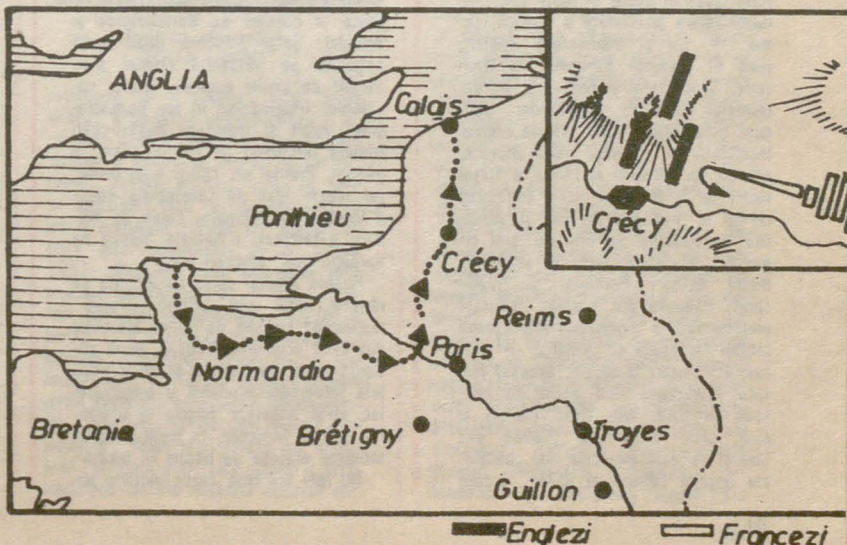 ANGLIA
Calais
Ponthieu
Crécy
Crécy
Reims
Paris
Normandia
Bretania
Brétigny
Troyes
Guillon
Englezi
Francezi